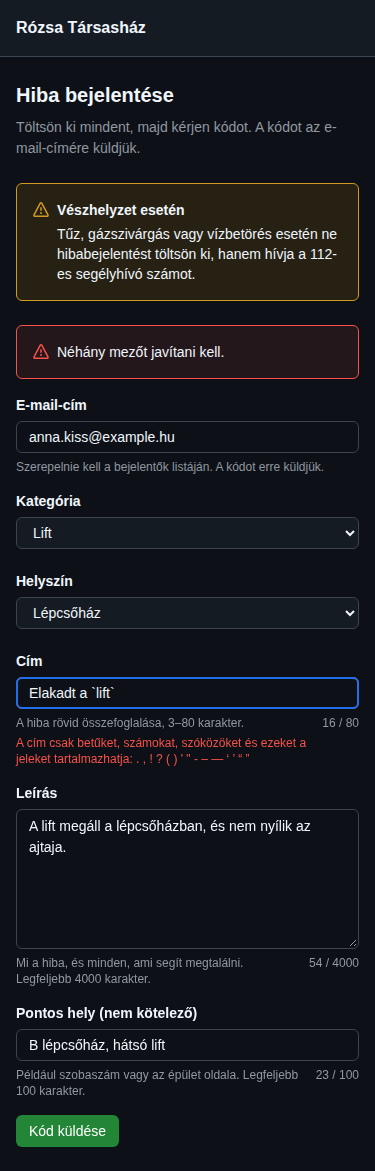 Rózsa Társasház
Hiba bejelentése
Töltsön ki mindent, majd kérjen kódot. A kódot az e-
mail-címére küldjük.
Vészhelyzet esetén
Tűz, gázszivárgás vagy vízbetörés esetén ne
hibabejelentést töltsön ki, hanem hívja a 112-
es segélyhívó számot.
Néhány mezőt javítani kell.
E-mail-cím
anna.kiss@example.hu
Szerepelnie kell a bejelentők listáján. A kódot erre küldjük.
Kategória
Lift
Helyszín
Lépcsőház
Cím
Elakadt a `lift`
A hiba rövid összefoglalása, 3–80 karakter. 16 / 80
A cím csak betűket, számokat, szóközöket és ezeket a
jeleket tartalmazhatja: . , ! ? ( ) ' " - – — ‘ ’ “ ”
Leírás
A lift megáll a lépcsőházban, és nem nyílik az
ajtaja.
Mi a hiba, és minden, ami segít megtalálni. 54 / 4000
Legfeljebb 4000 karakter.
Pontos hely (nem kötelező)
B lépcsőház, hátsó lift
Például szobaszám vagy az épület oldala. Legfeljebb 23 / 100
100 karakter.
Kód küldése